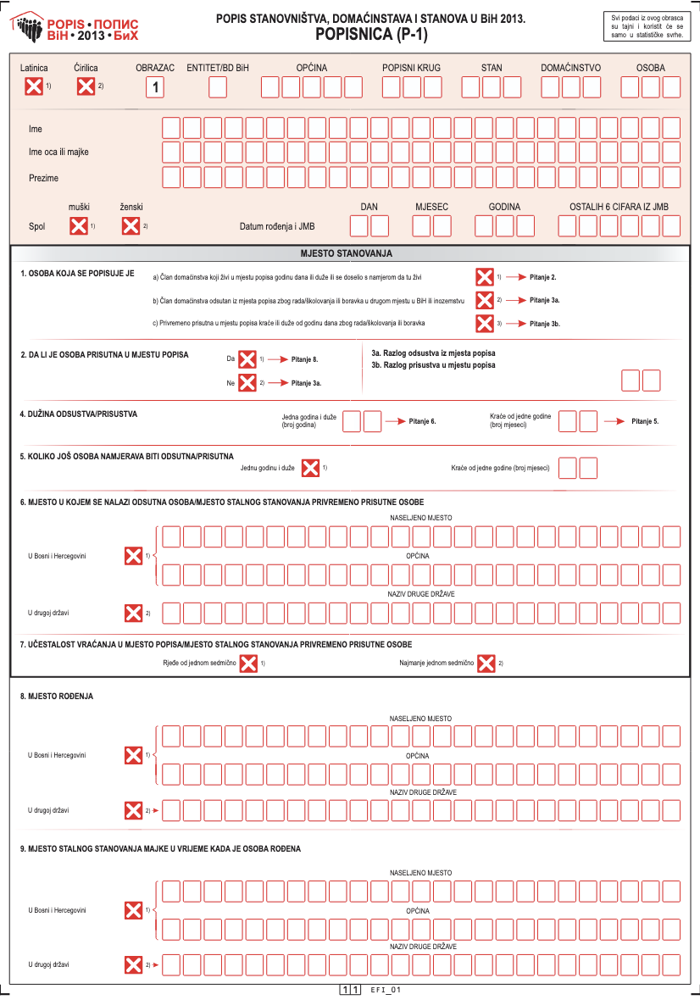 POPIS • ПОПИС
BiH • 2013 • БиХ
POPIS STANOVNIŠTVA, DOMAĆINSTAVA I STANOVA U BiH 2013.
POPISNICA (P-1)
Svi podaci iz ovog obrasca
su tajni i koristit će se
samo u statističke svrhe.
Latinica Ćirilica OBRAZAC ENTITET/BD BiH OPĆINA POPISNI KRUG STAN DOMAĆINSTVO OSOBA
1) 2) 1
Ime
Ime oca ili majke
Prezime
muški ženski DAN MJESEC GODINA OSTALIH 6 CIFARA IZ JMB
Spol 1) 2) Datum rođenja i JMB
MJESTO STANOVANJA
1. OSOBA KOJA SE POPISUJE JE a) Član domaćinstva koji živi u mjestu popisa godinu dana ili duže ili se doselio s namjerom da tu živi 1) Pitanje 2.
b) Član domaćinstva odsutan iz mjesta popisa zbog rada/školovanja ili boravka u drugom mjestu u BiH ili inozemstvu 2) Pitanje 3a.
c) Privremeno prisutna u mjestu popisa kraće ili duže od godinu dana zbog rada/školovanja ili boravka 3) Pitanje 3b.
2. DA LI JE OSOBA PRISUTNA U MJESTU POPISA Da 1) Pitanje 8.
Ne 2) Pitanje 3a.
3a. Razlog odsustva iz mjesta popisa
3b. Razlog prisustva u mjestu popisa
4. DUŽINA ODSUSTVA/PRISUSTVA Jedna godina i duže
(broj godina) Pitanje 6.
Kraće od jedne godine
(broj mjeseci) Pitanje 5.
5. KOLIKO JOŠ OSOBA NAMJERAVA BITI ODSUTNA/PRISUTNA
Jednu godinu i duže 1) Kraće od jedne godine (broj mjeseci)
6. MJESTO U KOJEM SE NALAZI ODSUTNA OSOBA/MJESTO STALNOG STANOVANJA PRIVREMENO PRISUTNE OSOBE
NASELJENO MJESTO
U Bosni i Hercegovini 1) OPĆINA
NAZIV DRUGE DRŽAVE
U drugoj državi 2)
7. UČESTALOST VRAĆANJA U MJESTO POPISA/MJESTO STALNOG STANOVANJA PRIVREMENO PRISUTNE OSOBE
Rjeđe od jednom sedmično 1) Najmanje jednom sedmično 2)
8. MJESTO ROĐENJA
NASELJENO MJESTO
U Bosni i Hercegovini 1) OPĆINA
NAZIV DRUGE DRŽAVE
U drugoj državi 2)
9. MJESTO STALNOG STANOVANJA MAJKE U VRIJEME KADA JE OSOBA ROĐENA
NASELJENO MJESTO
U Bosni i Hercegovini 1) OPĆINA
NAZIV DRUGE DRŽAVE
U drugoj državi 2)
1 1 EFI_01